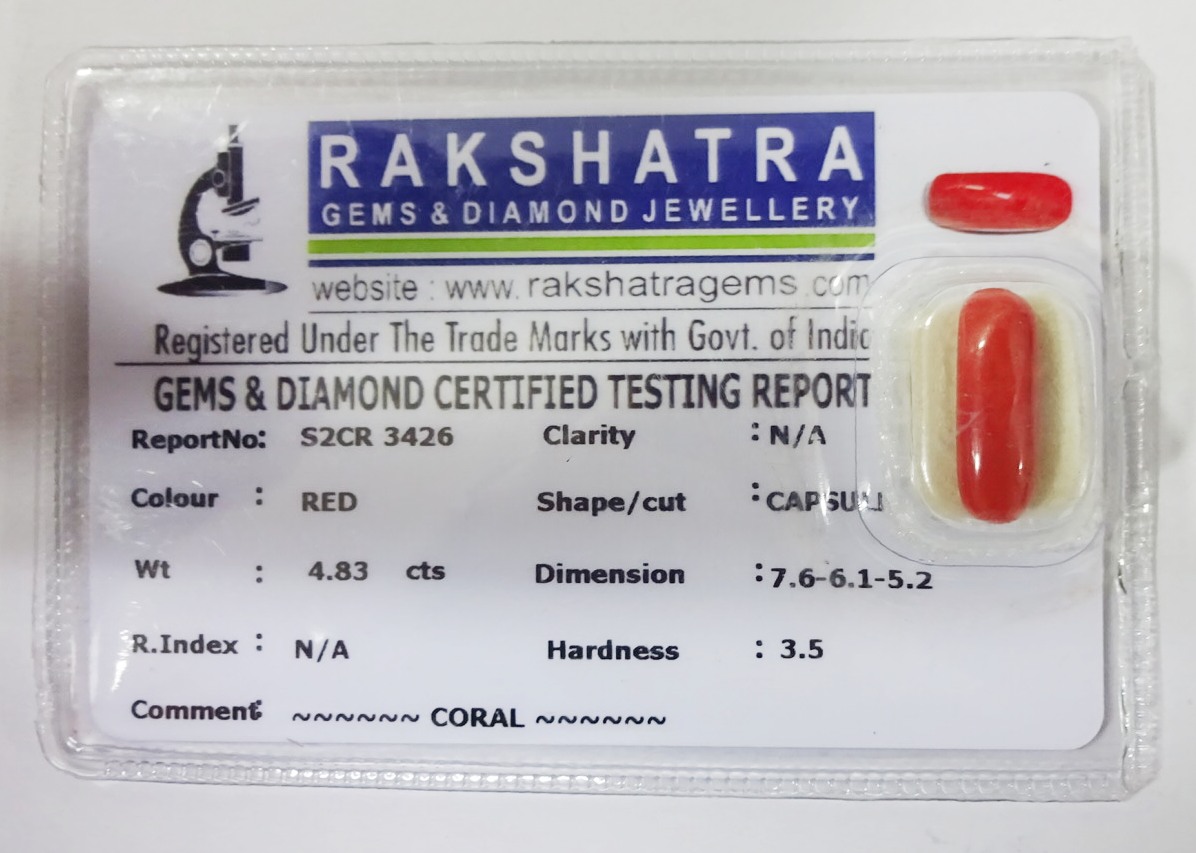 RAKSHATRA
GEMS & DIAMOND JEWELLERY
website : www.rakshatragems.com
Registered Under The Trade Marks with Govt. of India
GEMS & DIAMOND CERTIFIED TESTING REPORT
ReportNo: S2CR 3426 Clarity : N/A
Colour : RED Shape/cut : CAPSULE
Wt : 4.83 cts Dimension : 7.6-6.1-5.2
R.Index : N/A Hardness : 3.5
Comment: ~~~~~~ CORAL ~~~~~~